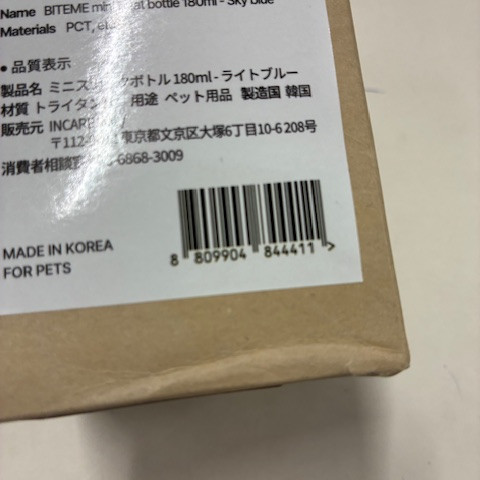 Name BITEME mini bottle 180ml - Sky Blue
Materials PCT,
• 品質表示
製品名 ミニス ボトル 180ml - ライトブルー
材質 トライタン 用途 ペット用品 製造国 韓国
販売元 INCAR
〒112- 東京都文京区大塚6丁目10-6 208号
消費者相談 6868-3009
MADE IN KOREA
FOR PETS
8 809904 844411 >